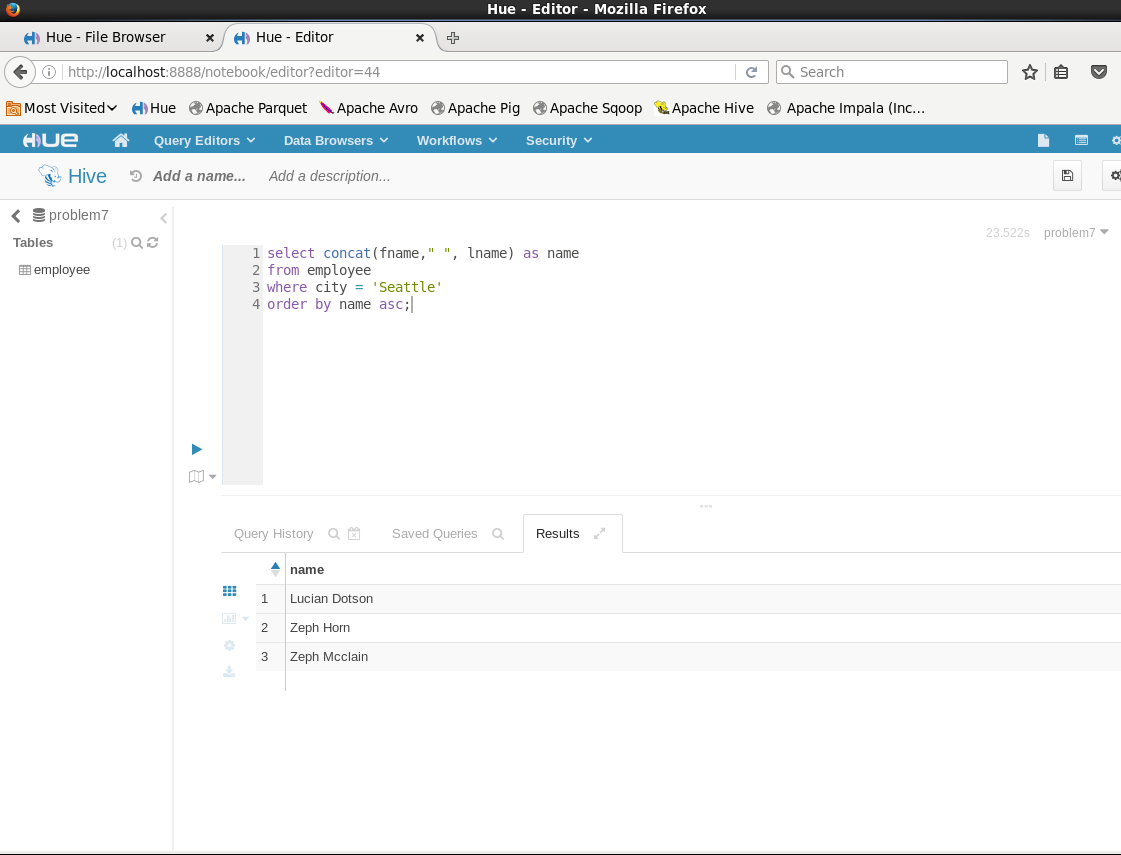 Hue - Editor - Mozilla Firefox
Hue - File Browser
Hue - Editor
http://localhost:8888/notebook/editor?editor=44
Search
Most Visited
Hue
Apache Parquet
Apache Avro
Apache Pig
Apache Sqoop
Apache Hive
Apache Impala (Inc...
HUE
Query Editors
Data Browsers
Workflows
Security
Hive
Add a name...
Add a description...
problem7
Tables
(1)
employee
23.522s
problem7
1 select concat(fname," ", lname) as name
2 from employee
3 where city = 'Seattle'
4 order by name asc;
Query History
Saved Queries
Results
name
1 Lucian Dotson
2 Zeph Horn
3 Zeph Mcclain